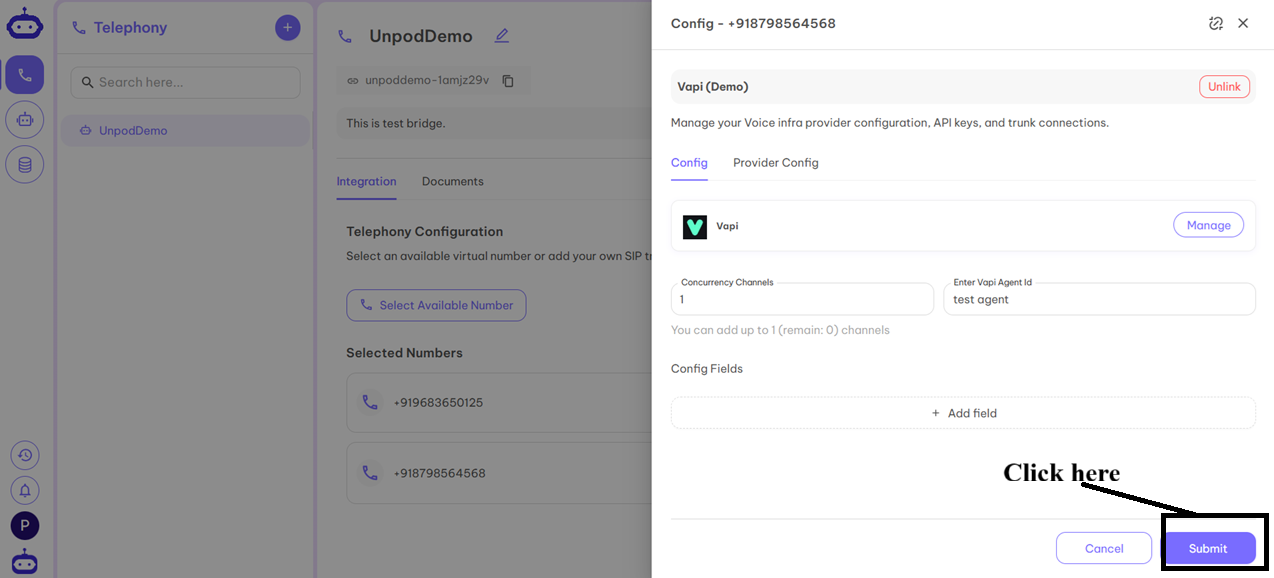 Telephony
+
Search here...
UnpodDemo
P
UnpodDemo
unpoddemo-1amjz29v
This is test bridge.
Integration
Documents
Telephony Configuration
Select an available virtual number or add your own SIP tr
Select Available Number
Selected Numbers
+919683650125
+918798564568
Config - +918798564568
Vapi (Demo)
Unlink
Manage your Voice infra provider configuration, API keys, and trunk connections.
Config
Provider Config
Vapi
Manage
Concurrency Channels
1
Enter Vapi Agent Id
test agent
You can add up to 1 (remain: 0) channels
Config Fields
+ Add field
Click here
Cancel
Submit